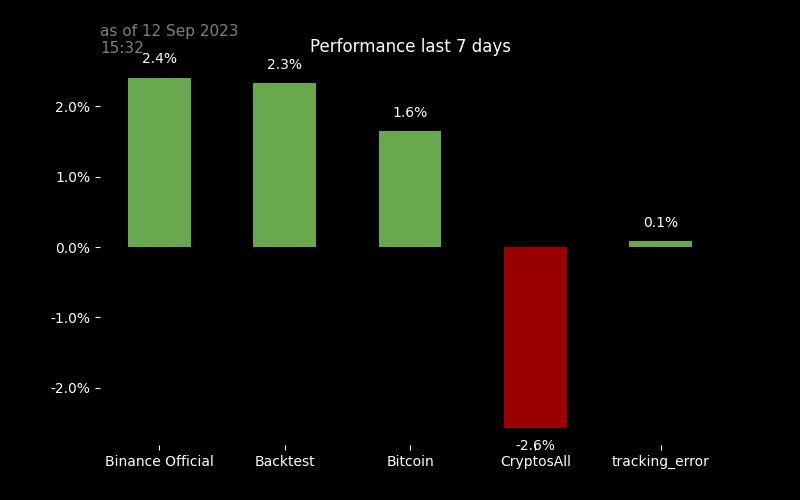 as of 12 Sep 2023
15:32
Performance last 7 days
2.4%
2.3%
1.6%
0.1%
-2.6%
2.0%
1.0%
0.0%
-1.0%
-2.0%
Binance Official
Backtest
Bitcoin
CryptosAll
tracking_error